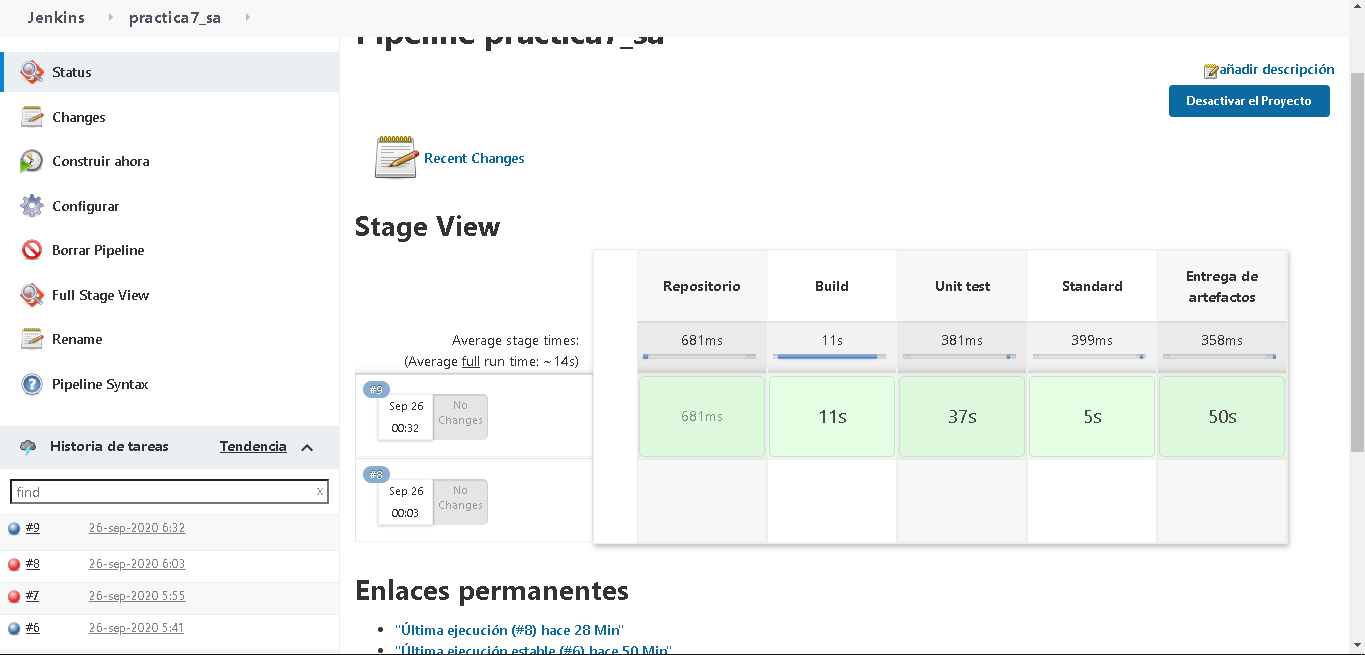 Jenkins practica7_sa
Pipeline practica7_sa
Status
Changes
Construir ahora
Configurar
Borrar Pipeline
Full Stage View
Rename
Pipeline Syntax
Historia de tareas Tendencia
find x
#9 26-sep-2020 6:32
#8 26-sep-2020 6:03
#7 26-sep-2020 5:55
#6 26-sep-2020 5:41
añadir descripción
Desactivar el Proyecto
Recent Changes
Stage View
Repositorio Build Unit test Standard Entrega de
artefactos
Average stage times: 681ms 11s 381ms 399ms 358ms
(Average full run time: ~14s)
#9
Sep 26 No
00:32 Changes
681ms 11s 37s 5s 50s
#8
Sep 26 No
00:03 Changes
Enlaces permanentes
"Última ejecución (#8) hace 28 Min"
"Última ejecución estable (#6) hace 50 Min"